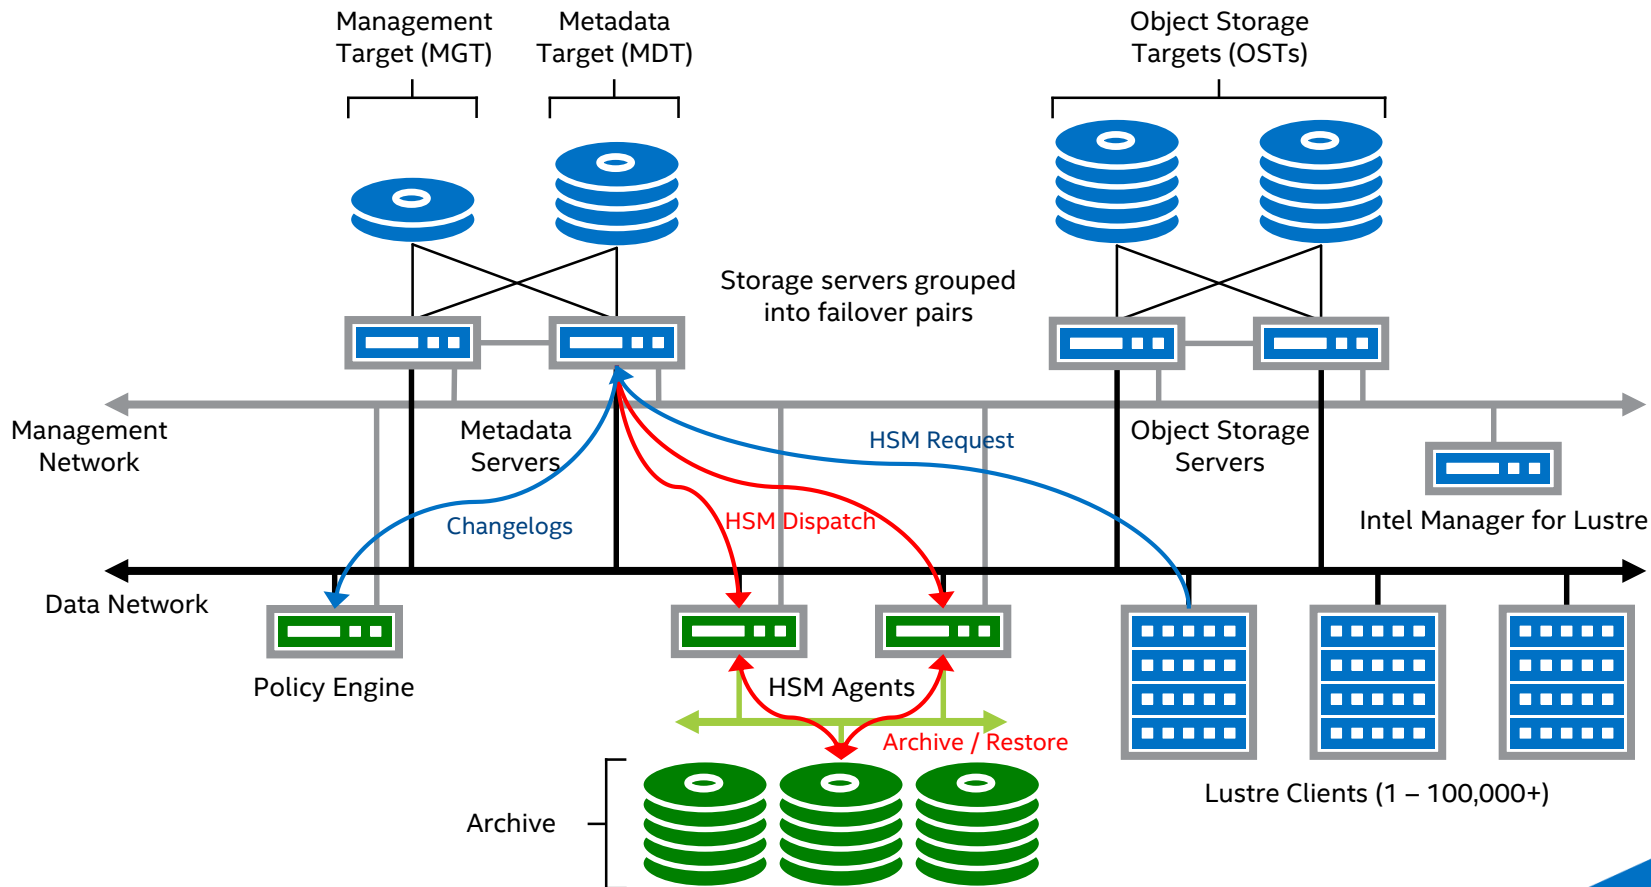 Management
Target (MGT)
Metadata
Target (MDT)
Object Storage
Targets (OSTs)
Storage servers grouped
into failover pairs
Management
Network
Metadata
Servers
HSM Request
Object Storage
Servers
Changelogs
HSM Dispatch
Intel Manager for Lustre
Data Network
Policy Engine
HSM Agents
Archive / Restore
Lustre Clients (1 – 100,000+)
Archive